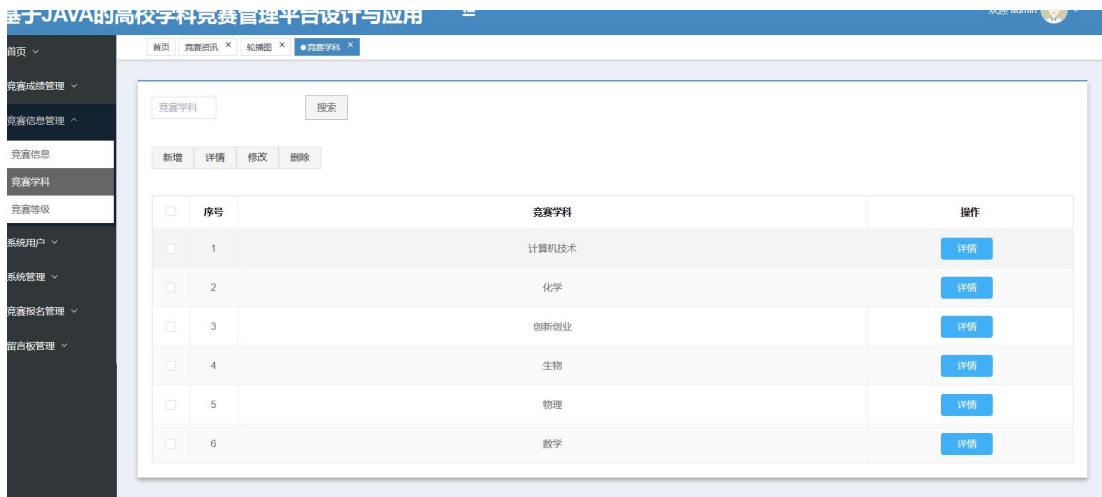 基于JAVA的高校学科竞赛管理平台设计与应用
欢迎 admin
首页
竞赛成绩管理
竞赛信息管理
竞赛信息
竞赛学科
竞赛等级
系统用户
系统管理
竞赛报名管理
留言板管理
首页 竞赛资讯 × 轮播图 × ●竞赛学科 ×
竞赛学科 搜索
新增 详情 修改 删除
序号 竞赛学科 操作
1 计算机技术 详情
2 化学 详情
3 创新创业 详情
4 生物 详情
5 物理 详情
6 数学 详情